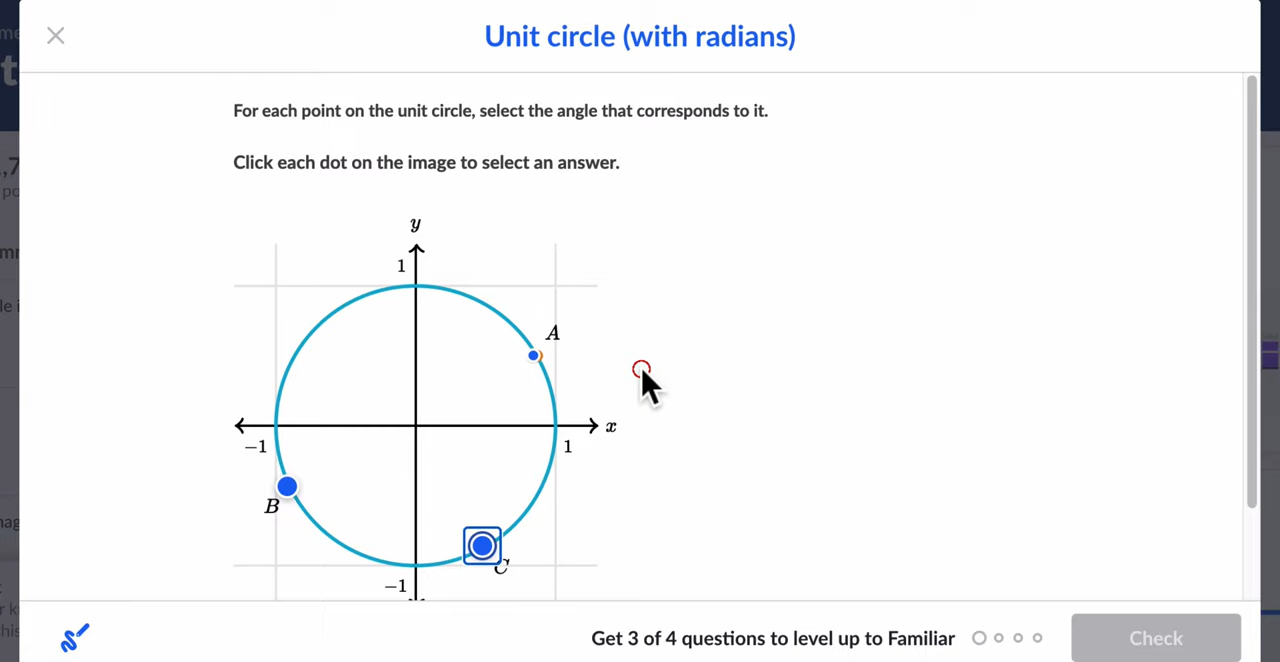 Unit circle (with radians)
For each point on the unit circle, select the angle that corresponds to it.
Click each dot on the image to select an answer.
y
1
A
x
−1
1
B
C
−1
Get 3 of 4 questions to level up to Familiar
Check